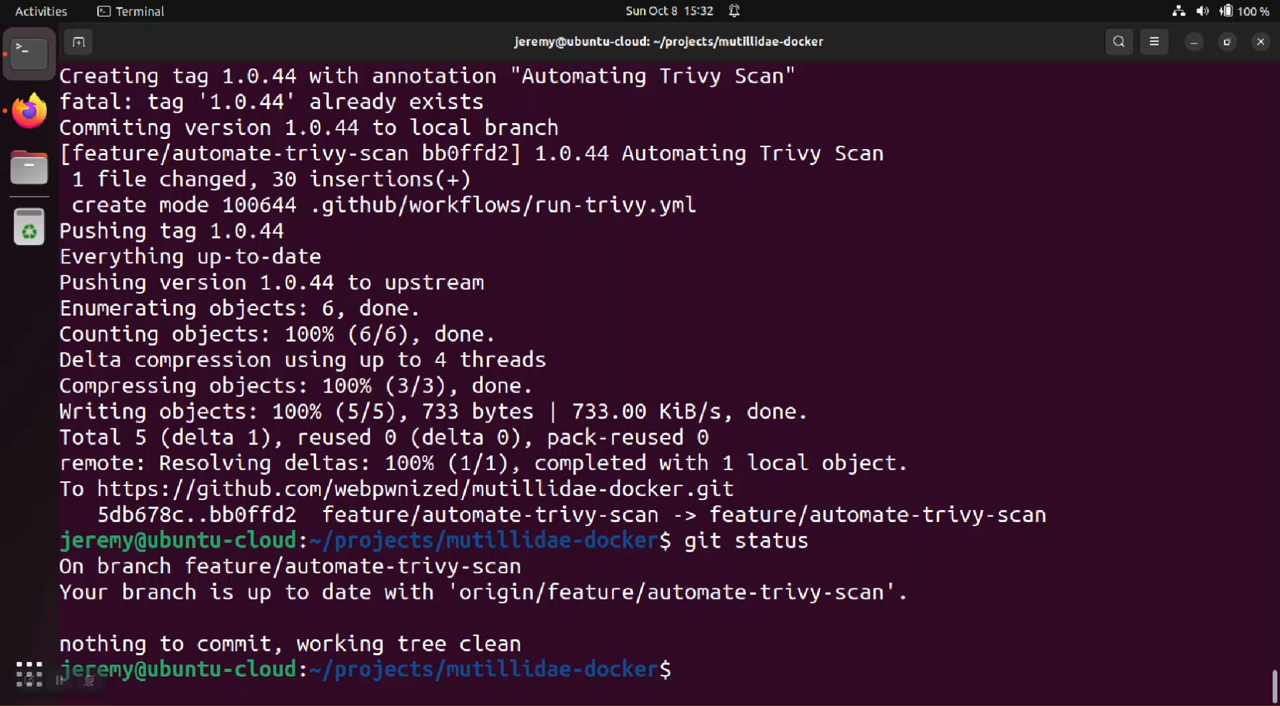 Activities
Terminal
Sun Oct 8 15:32
100 %
jeremy@ubuntu-cloud: ~/projects/mutillidae-docker
Creating tag 1.0.44 with annotation "Automating Trivy Scan"
fatal: tag '1.0.44' already exists
Commiting version 1.0.44 to local branch
[feature/automate-trivy-scan bb0ffd2] 1.0.44 Automating Trivy Scan
1 file changed, 30 insertions(+)
create mode 100644 .github/workflows/run-trivy.yml
Pushing tag 1.0.44
Everything up-to-date
Pushing version 1.0.44 to upstream
Enumerating objects: 6, done.
Counting objects: 100% (6/6), done.
Delta compression using up to 4 threads
Compressing objects: 100% (3/3), done.
Writing objects: 100% (5/5), 733 bytes | 733.00 KiB/s, done.
Total 5 (delta 1), reused 0 (delta 0), pack-reused 0
remote: Resolving deltas: 100% (1/1), completed with 1 local object.
To https://github.com/webpwnized/mutillidae-docker.git
5db678c..bb0ffd2  feature/automate-trivy-scan -> feature/automate-trivy-scan
jeremy@ubuntu-cloud:~/projects/mutillidae-docker$ git status
On branch feature/automate-trivy-scan
Your branch is up to date with 'origin/feature/automate-trivy-scan'.
nothing to commit, working tree clean
jeremy@ubuntu-cloud:~/projects/mutillidae-docker$